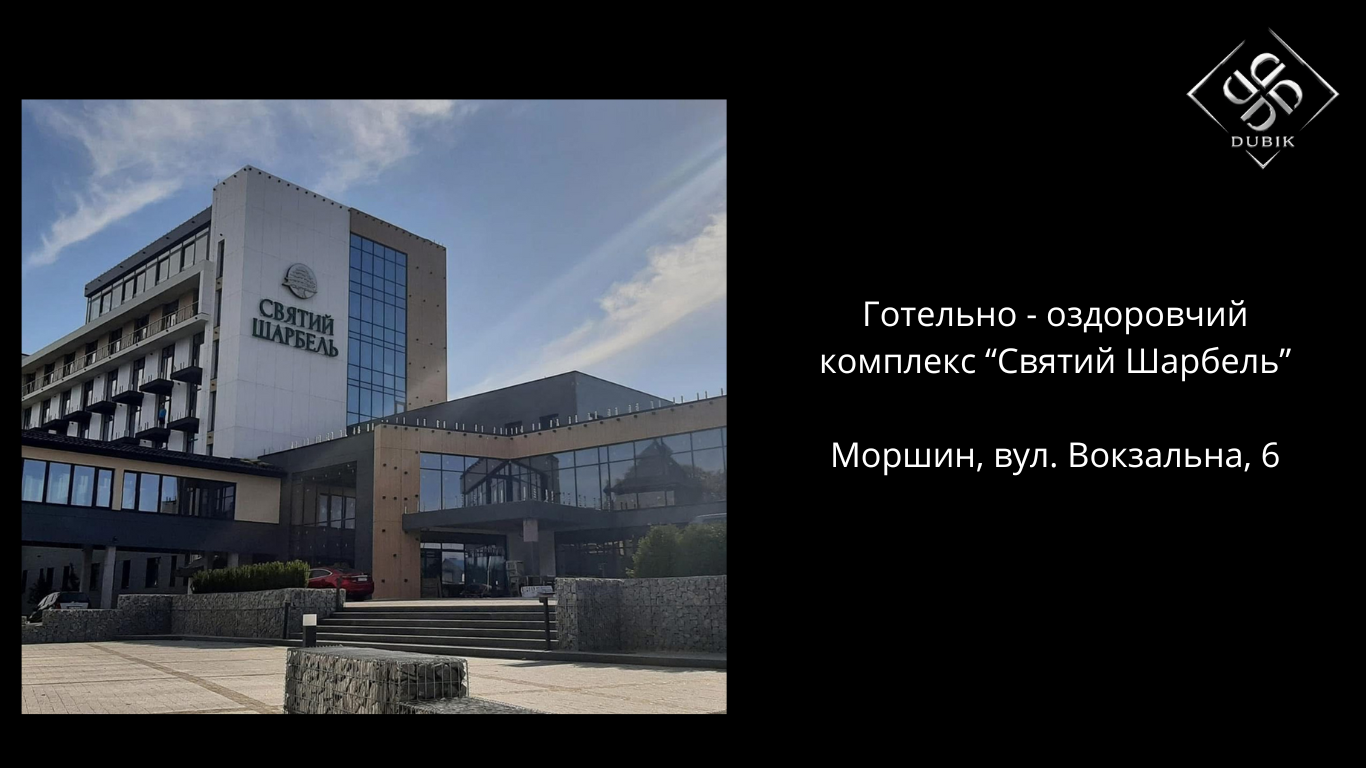 DUBIK
СВЯТИЙ
ШАРБЕЛЬ
Готельно - оздоровчий
комплекс “Святий Шарбель”
Моршин, вул. Вокзальна, 6